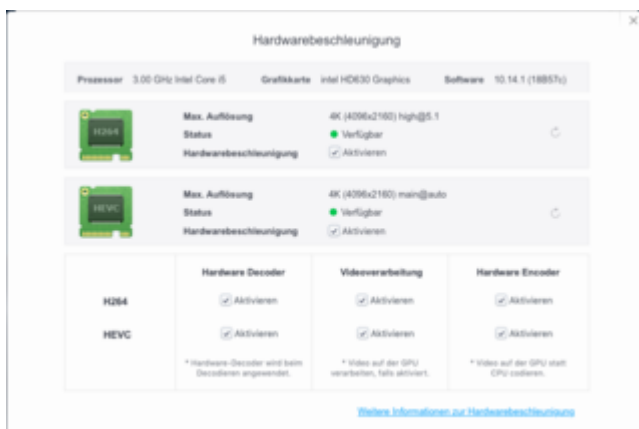 Hardwarebeschleunigung
Prozessor 3.00 GHz Intel Core i5 Grafikkarte intel HD630 Graphics Software 10.14.1 (18B57c)
H264
Max. Auflösung 4K (4096x2160) high@5.1
Status Verfügbar
Hardwarebeschleunigung Aktivieren
HEVC
Max. Auflösung 4K (4096x2160) main@auto
Status Verfügbar
Hardwarebeschleunigung Aktivieren
Hardware Decoder Videoverarbeitung Hardware Encoder
H264 Aktivieren Aktivieren Aktivieren
HEVC Aktivieren Aktivieren Aktivieren
* Hardware-Decoder wird beim * Video auf der GPU * Video auf der GPU statt
Decodieren angewendet. verarbeiten, falls aktiviert. CPU codieren.
Weitere Informationen zur Hardwarebeschleunigung